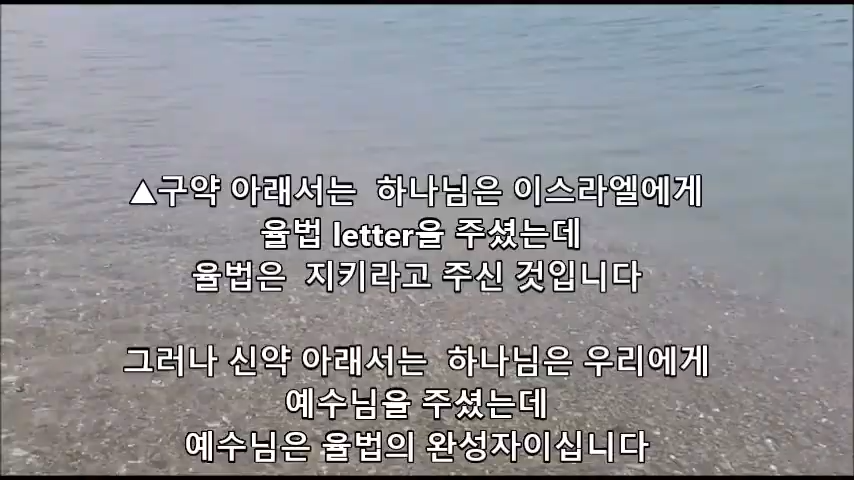 ▲구약 아래서는 하나님은 이스라엘에게
율법 letter을 주셨는데
율법은 지키라고 주신 것입니다
그러나 신약 아래서는 하나님은 우리에게
예수님을 주셨는데
예수님은 율법의 완성자이십니다